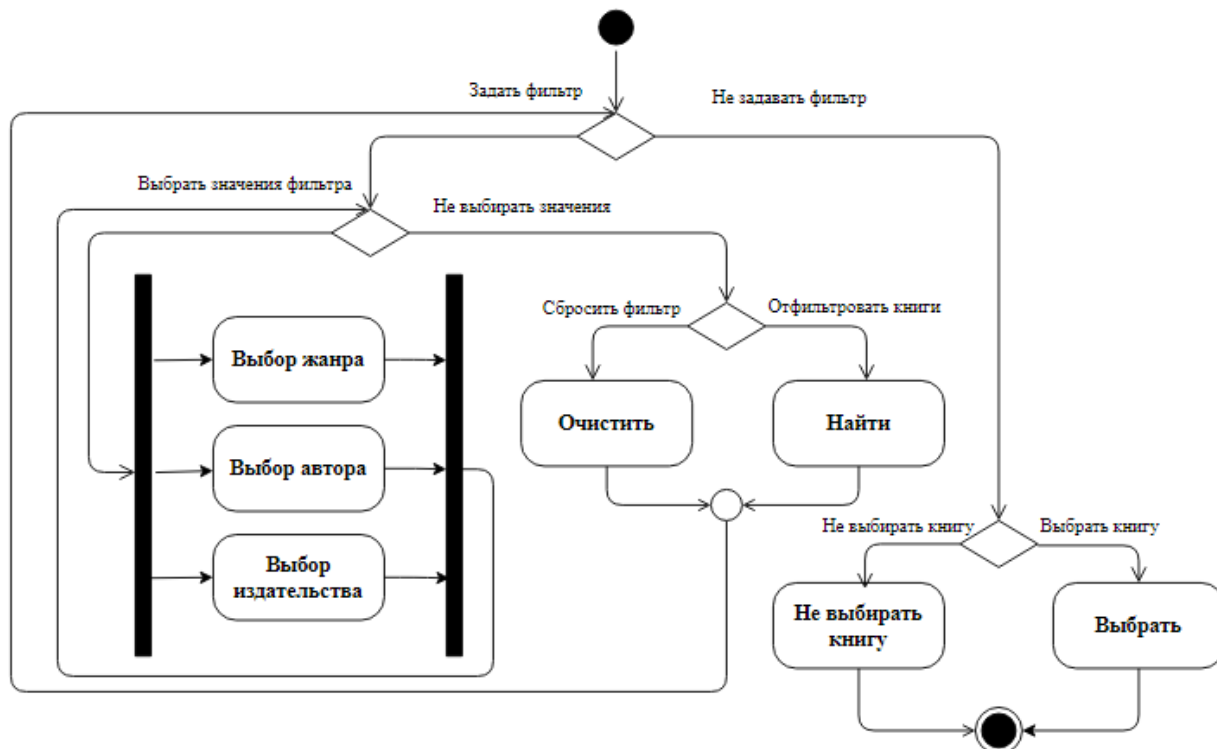 Задать фильтр
Не задавать фильтр
Выбрать значения фильтра
Не выбирать значения
Сбросить фильтр
Отфильтровать книги
Выбор жанра
Очистить
Найти
Выбор автора
Не выбирать книгу
Выбрать книгу
Выбор
издательства
Не выбирать
книгу
Выбрать